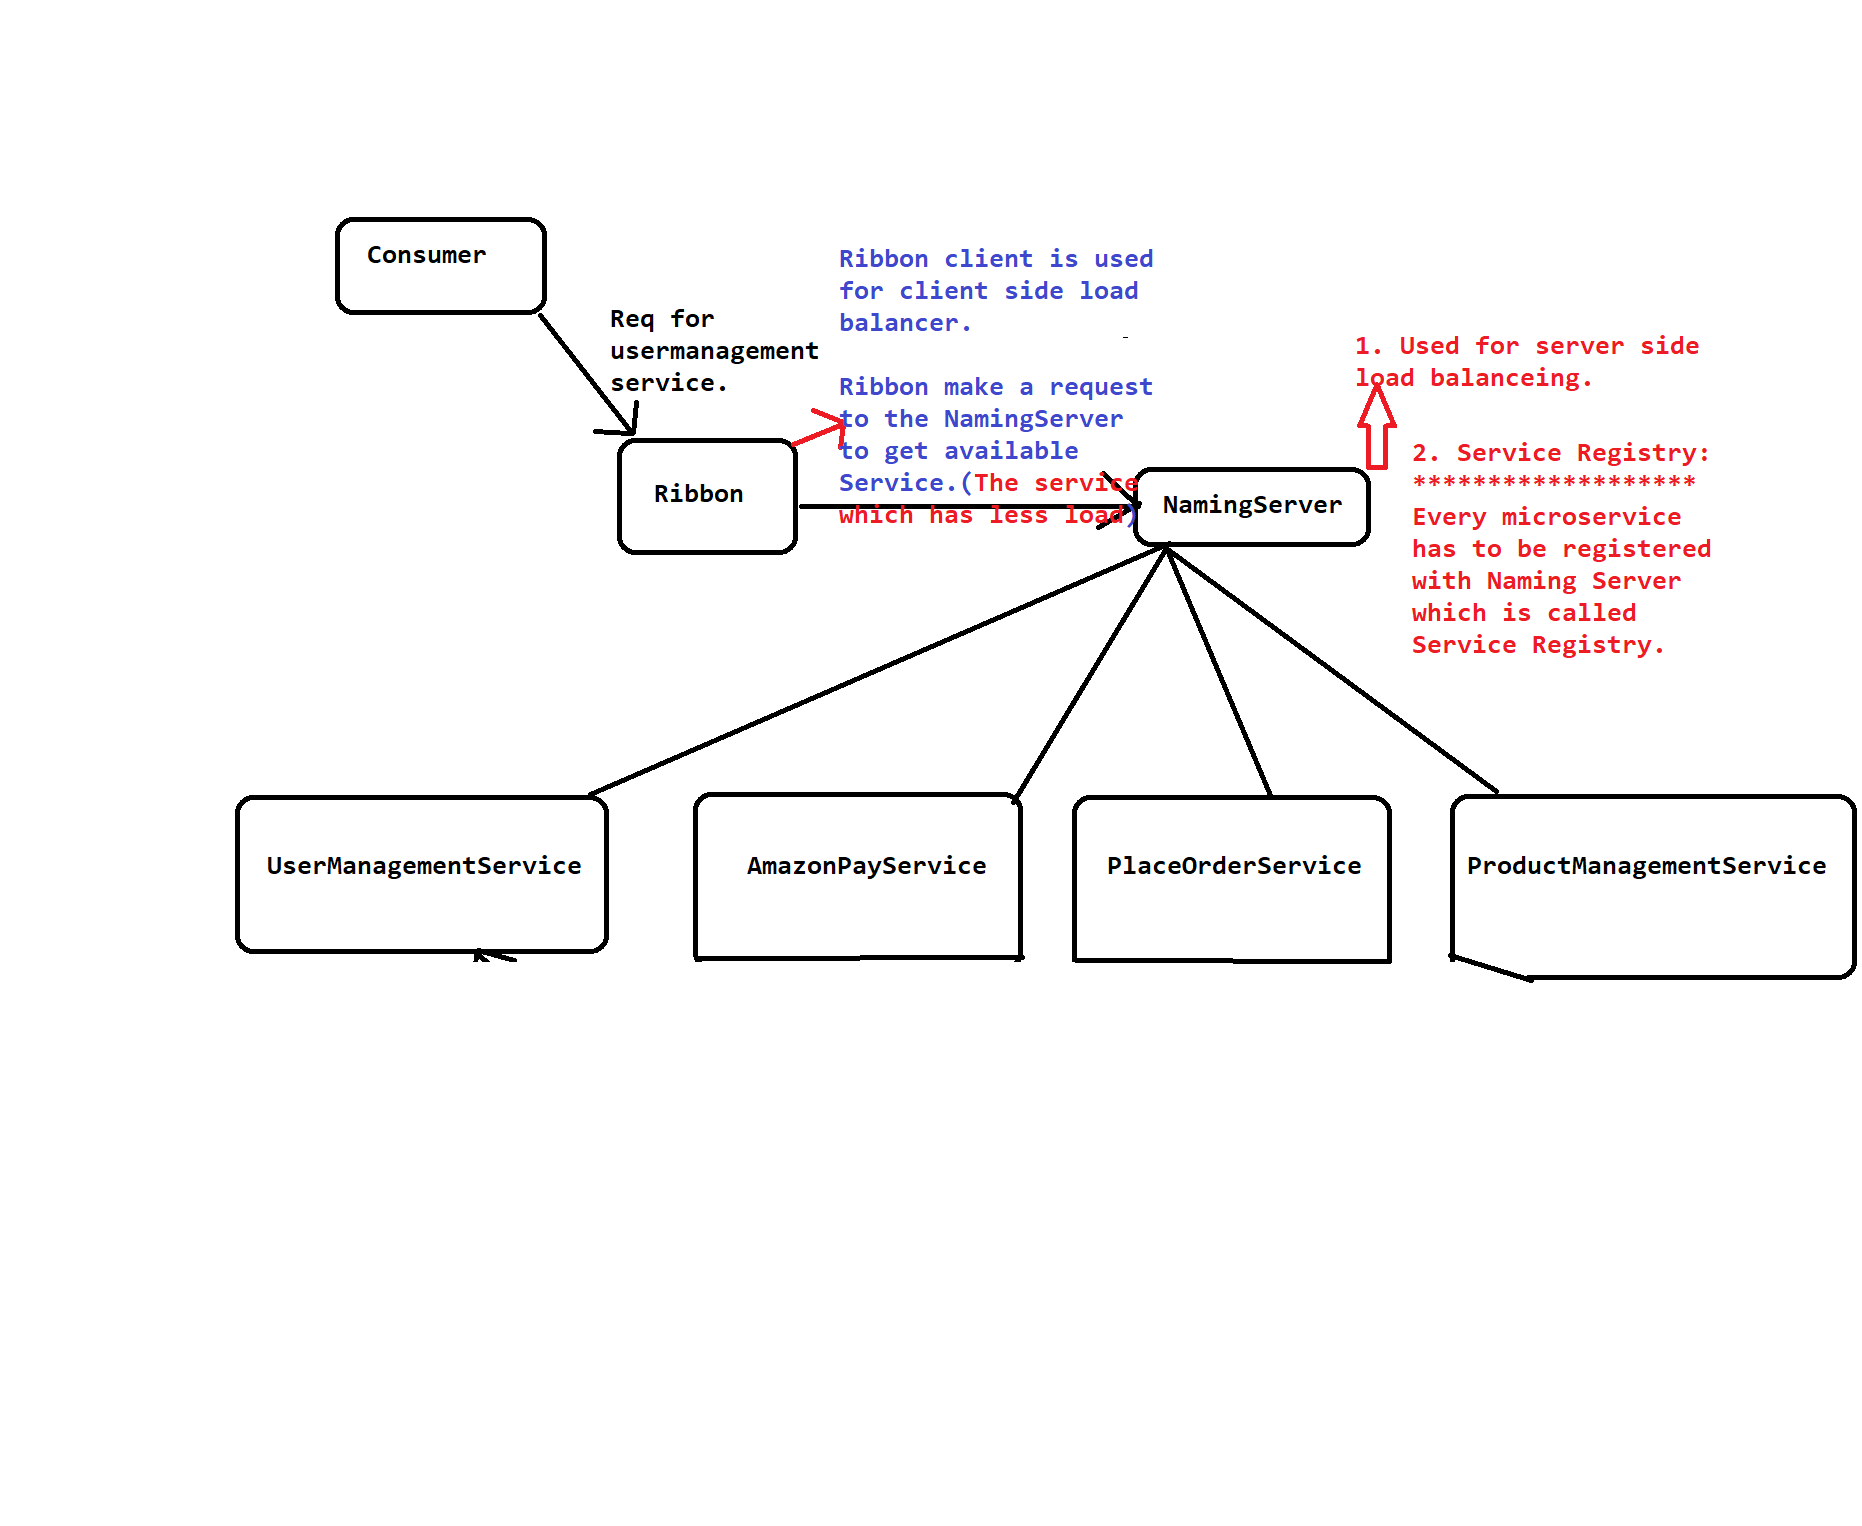 Consumer
Req for
usermanagement
service.
Ribbon client is used
for client side load
balancer.
Ribbon make a request
to the NamingServer
to get available
Service.(The service
which has less load)
Ribbon
NamingServer
1. Used for server side
load balanceing.
2. Service Registry:
*******************
Every microservice
has to be registered
with Naming Server
which is called
Service Registry.
UserManagementService
AmazonPayService
PlaceOrderService
ProductManagementService